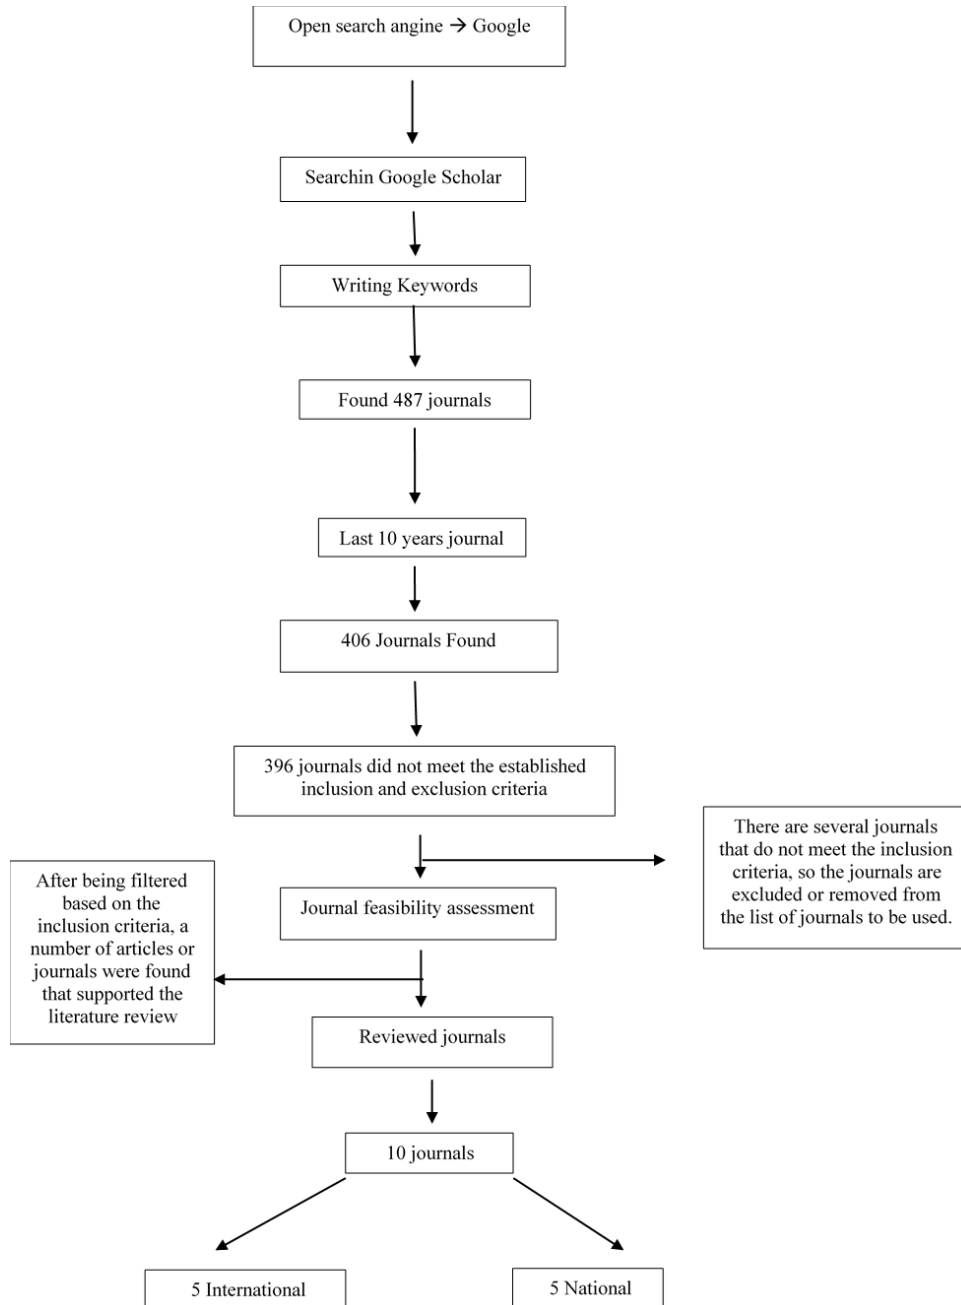 Open search angine → Google
Searchin Google Scholar
Writing Keywords
Found 487 journals
Last 10 years journal
406 Journals Found
396 journals did not meet the established
inclusion and exclusion criteria
There are several journals
that do not meet the inclusion
criteria, so the journals are
excluded or removed from
the list of journals to be used.
Journal feasibility assessment
After being filtered
based on the
inclusion criteria, a
number of articles or
journals were found
that supported the
literature review
Reviewed journals
10 journals
5 International
5 National